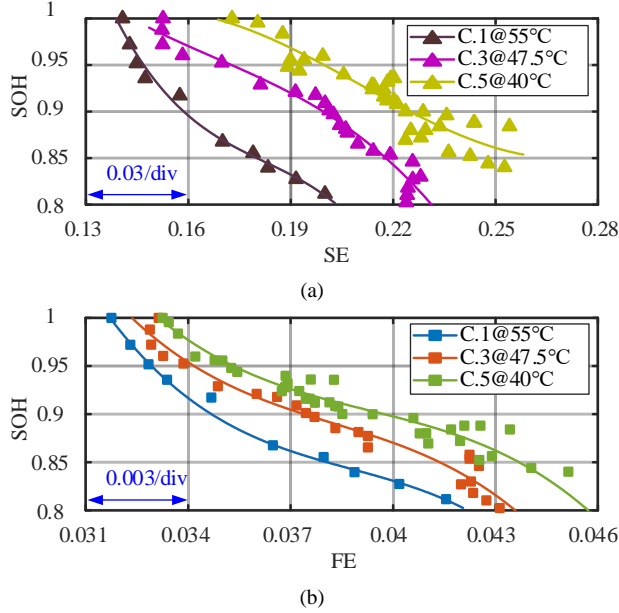 1
0.95
0.9
0.85
0.8
SOH
C.1@55°C
C.3@47.5°C
C.5@40°C
0.03/div
0.13 0.16 0.19 0.22 0.25 0.28
SE
(a)
1
0.95
0.9
0.85
0.8
SOH
C.1@55°C
C.3@47.5°C
C.5@40°C
0.003/div
0.031 0.034 0.037 0.04 0.043 0.046
FE
(b)